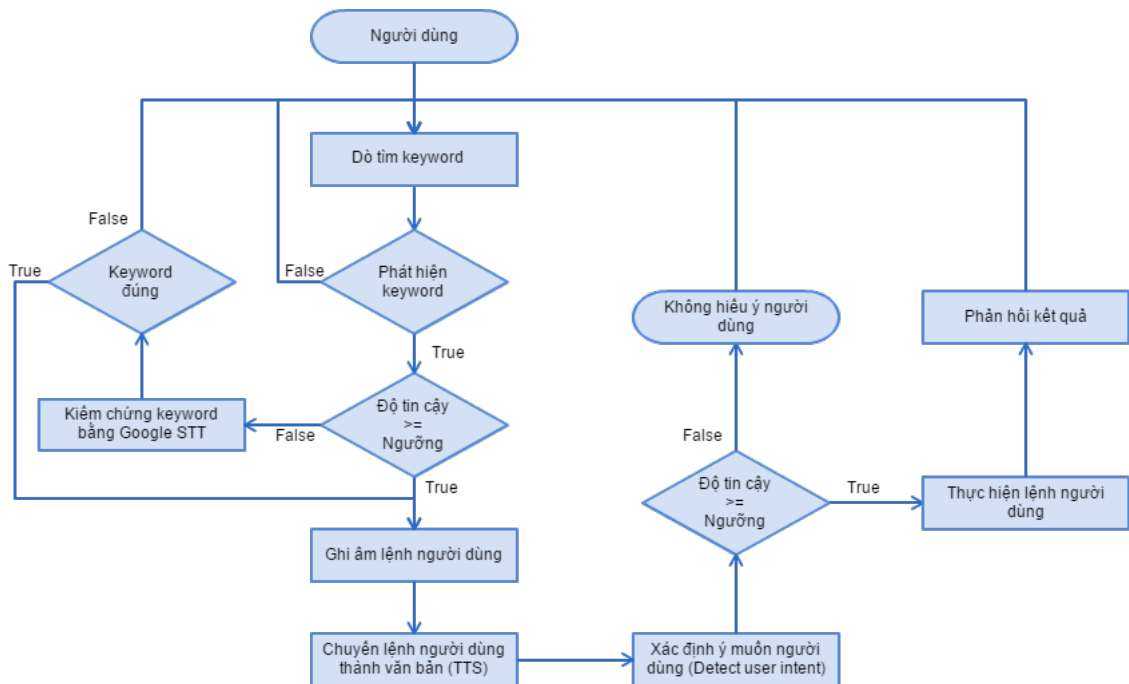 Người dùng
Dò tìm keyword
False
True
Keyword
đúng
False
Phát hiện
keyword
Không hiểu ý người
dùng
Phản hồi kết quả
True
Kiểm chứng keyword
bằng Google STT
False
Độ tin cậy
>=
Ngưỡng
True
False
Độ tin cậy
>=
Ngưỡng
True
Thực hiện lệnh người
dùng
Ghi âm lệnh người dùng
Chuyển lệnh người dùng
thành văn bản (TTS)
Xác định ý muốn người
dùng (Detect user intent)